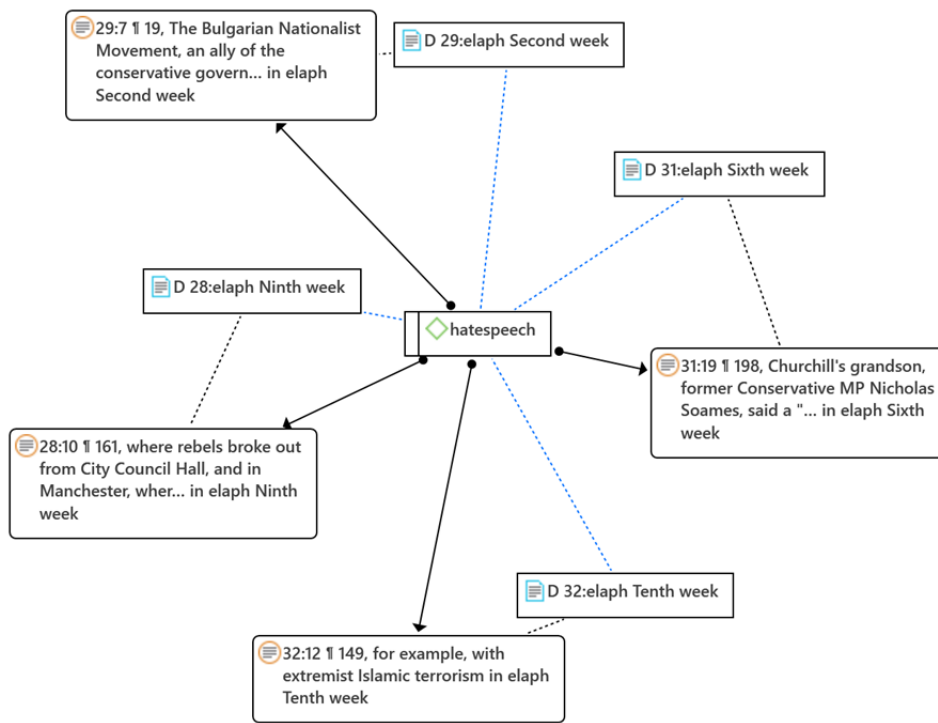 29:7 ¶ 19, The Bulgarian Nationalist
Movement, an ally of the
conservative govern... in elaph
Second week
D 29:elaph Second week
D 31:elaph Sixth week
D 28:elaph Ninth week
hatespeech
31:19 ¶ 198, Churchill's grandson,
former Conservative MP Nicholas
Soames, said a "... in elaph Sixth
week
28:10 ¶ 161, where rebels broke out
from City Council Hall, and in
Manchester, wher... in elaph Ninth
week
D 32:elaph Tenth week
32:12 ¶ 149, for example, with
extremist Islamic terrorism in elaph
Tenth week